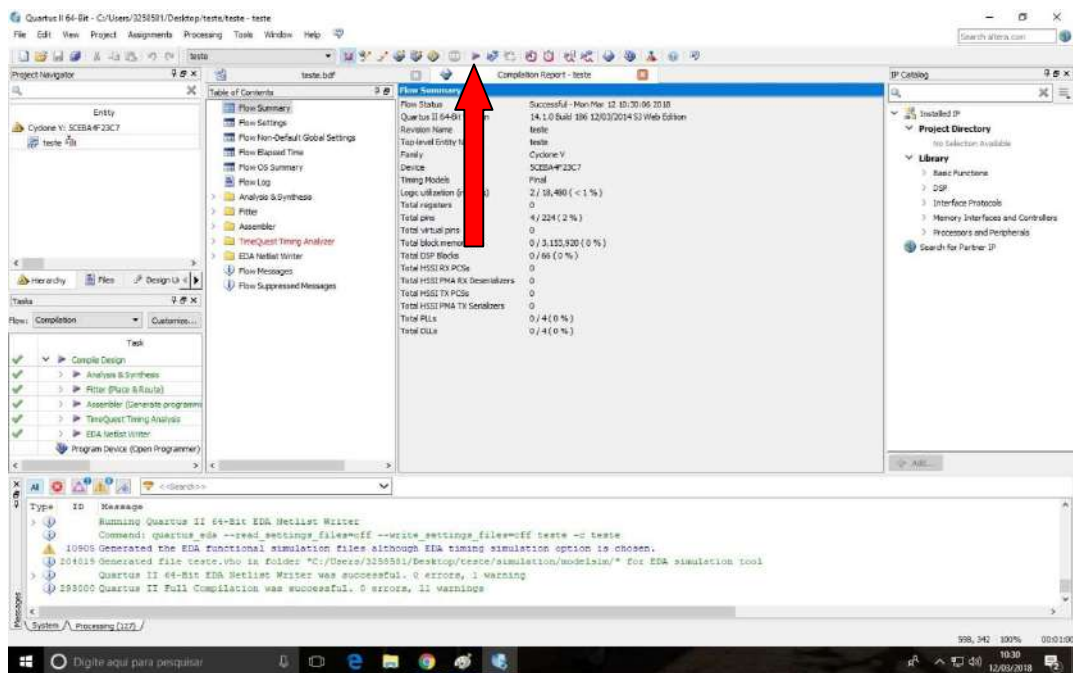 Quartus II 64-Bit - C:/Users/3258581/Desktop/teste/teste - teste
File Edit View Project Assignments Processing Tools Window Help
Search altera.com
teste
Project Navigator
Entity
Cyclone V: 5CEBA4F23C7
teste
Hierarchy Files Design Un
Tasks
Flow: Compilation Customize...
Task
Compile Design
Analysis & Synthesis
Fitter (Place & Route)
Assembler (Generate programm
TimeQuest Timing Analysis
EDA Netlist Writer
Program Device (Open Programmer)
teste.bdf
Compilation Report - teste
Table of Contents
Flow Summary
Flow Settings
Flow Non-Default Global Settings
Flow Elapsed Time
Flow OS Summary
Flow Log
Analysis & Synthesis
Fitter
Assembler
TimeQuest Timing Analyzer
EDA Netlist Writer
Flow Messages
Flow Suppressed Messages
Flow Summary
Flow Status Successful - Mon Mar 12 10:30:06 2018
Quartus II 64-Bit 14.1.0 Build 186 12/03/2014 SJ Web Edition
Revision Name teste
Top-level Entity teste
Family Cyclone V
Device 5CEBA4F23C7
Timing Models Final
Logic utilization 2 / 18,480 ( < 1 % )
Total registers 0
Total pins 4 / 224 ( 2 % )
Total virtual pins 0
Total block memor 0 / 3,153,920 ( 0 % )
Total DSP Blocks 0 / 66 ( 0 % )
Total HSSI RX PCSs 0
Total HSSI PMA RX Deserializers 0
Total HSSI TX PCSs 0
Total HSSI PMA TX Serializers 0
Total PLLs 0 / 4 ( 0 % )
Total DLLs 0 / 4 ( 0 % )
IP Catalog
Installed IP
Project Directory
No Selection Available
Library
Basic Functions
DSP
Interface Protocols
Memory Interfaces and Controllers
Processors and Peripherals
Search for Partner IP
Add...
All
<<Search>>
Type ID Message
Running Quartus II 64-Bit EDA Netlist Writer
Command: quartus_eda --read_settings_files=off --write_settings_files=off teste -c teste
10905 Generated the EDA functional simulation files although EDA timing simulation option is chosen.
204019 Generated file teste.vho in folder "C:/Users/3258581/Desktop/teste/simulation/modelsim/" for EDA simulation tool
Quartus II 64-Bit EDA Netlist Writer was successful. 0 errors, 1 warning
293000 Quartus II Full Compilation was successful. 0 errors, 11 warnings
Messages
System Processing (127)
598, 342 100% 00:01:00
Digite aqui para pesquisar
10:30
12/03/2018